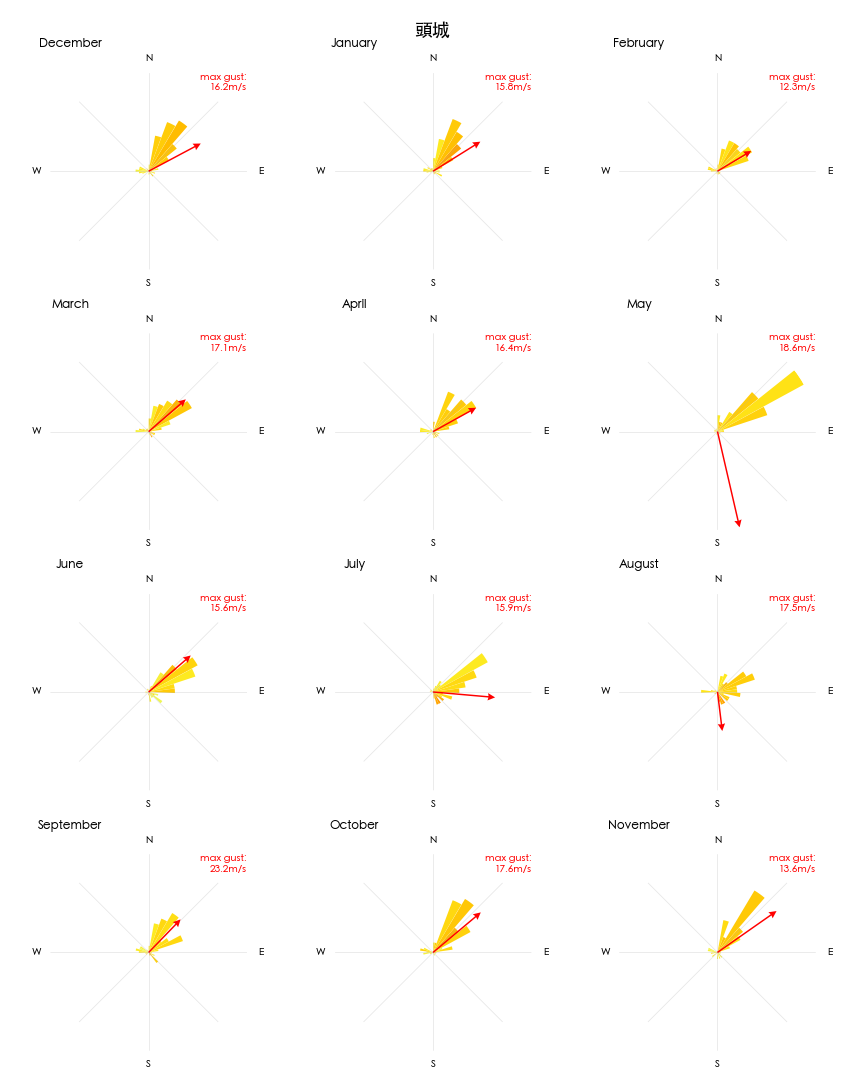 頭城
December
N
max gust:
16.2m/s
W
E
S
January
N
max gust:
15.8m/s
W
E
S
February
N
max gust:
12.3m/s
W
E
S
March
N
max gust:
17.1m/s
W
E
S
April
N
max gust:
16.4m/s
W
E
S
May
N
max gust:
18.6m/s
W
E
S
June
N
max gust:
15.6m/s
W
E
S
July
N
max gust:
15.9m/s
W
E
S
August
N
max gust:
17.5m/s
W
E
S
September
N
max gust:
23.2m/s
W
E
S
October
N
max gust:
17.6m/s
W
E
S
November
N
max gust:
13.6m/s
W
E
S